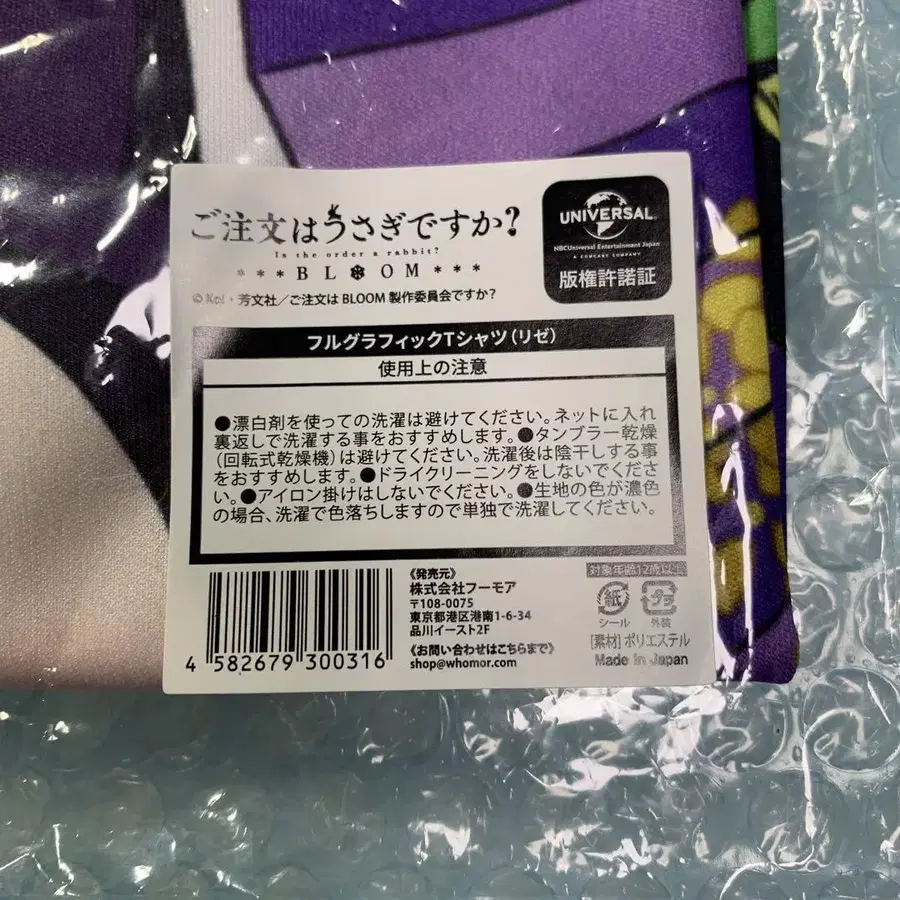 ご注文はうさぎですか?
Is the order a rabbit?
***BLOOM***
©Koi・芳文社／ご注文は BLOOM 製作委員会ですか？
UNIVERSAL
NBCUniversal Entertainment Japan
A COMCAST COMPANY
版権許諾証
フルグラフィックTシャツ（リゼ）
使用上の注意
●漂白剤を使っての洗濯は避けてください。ネットに入れ
裏返しで洗濯する事をおすすめします。●タンブラー乾燥
（回転式乾燥機）は避けてください。洗濯後は陰干しする事
をおすすめします。●ドライクリーニングをしないでくださ
い。●アイロン掛けはしないでください。●生地の色が濃色
の場合、洗濯で色落ちしますので単独で洗濯してください。
4 582679 300316
《発売元》
株式会社フーモア
〒108-0075
東京都港区港南1-6-34
品川イースト2F
《お問い合わせはこちらまで》
shop@whomor.com
対象年齢12歳以上
紙 プラ
シール 外装
[素材] ポリエステル
Made in Japan